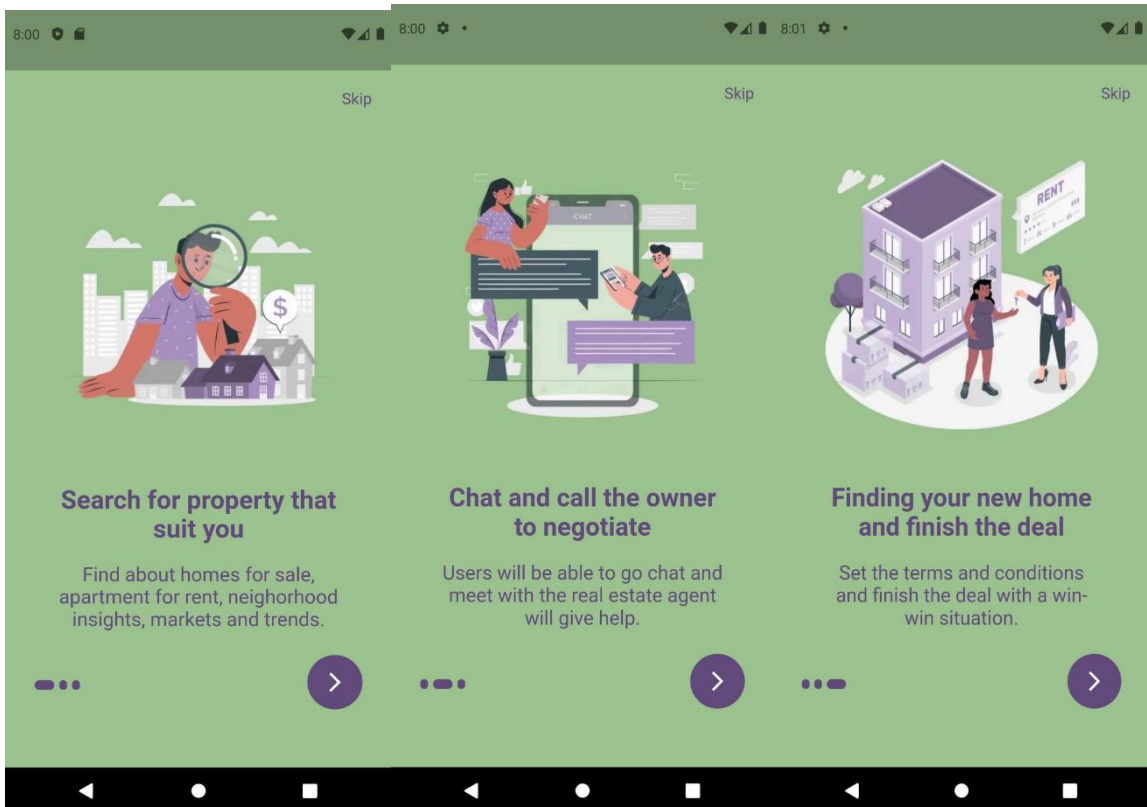 8:00
Skip
Search for property that
suit you
Find about homes for sale,
apartment for rent, neighorhood
insights, markets and trends.
8:00
Skip
CHAT
Chat and call the owner
to negotiate
Users will be able to go chat and
meet with the real estate agent
will give help.
8:01
Skip
RENT
$$$
Finding your new home
and finish the deal
Set the terms and conditions
and finish the deal with a win-
win situation.